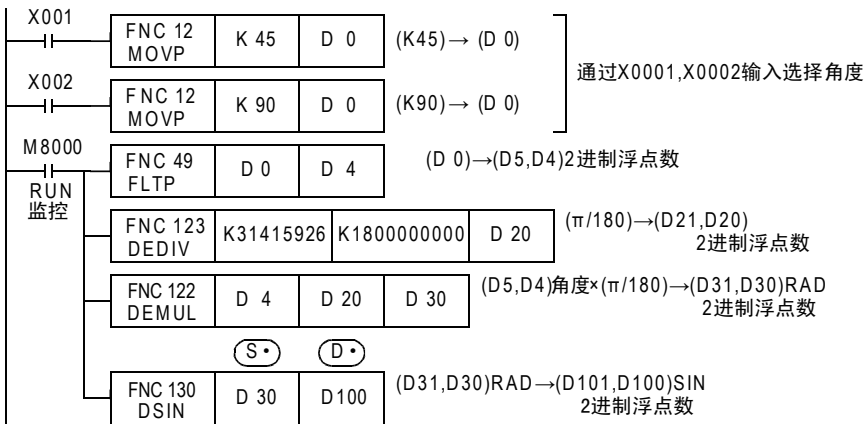 X001
FNC 12 MOVP K 45 D 0 (K45)→ (D 0)
通过X0001,X0002输入选择角度
X002
FNC 12 MOVP K 90 D 0 (K90)→ (D 0)
M8000
RUN
监控
FNC 49 FLTP D 0 D 4 (D 0)→(D5,D4)2进制浮点数
FNC 123 DEDIV K31415926 K1800000000 D 20 (π/180)→(D21,D20)
2进制浮点数
FNC 122 DEMUL D 4 D 20 D 30 (D5,D4)角度×(π/180)→(D31,D30)RAD
2进制浮点数
S• D•
FNC 130 DSIN D 30 D100 (D31,D30)RAD→(D101,D100)SIN
2进制浮点数